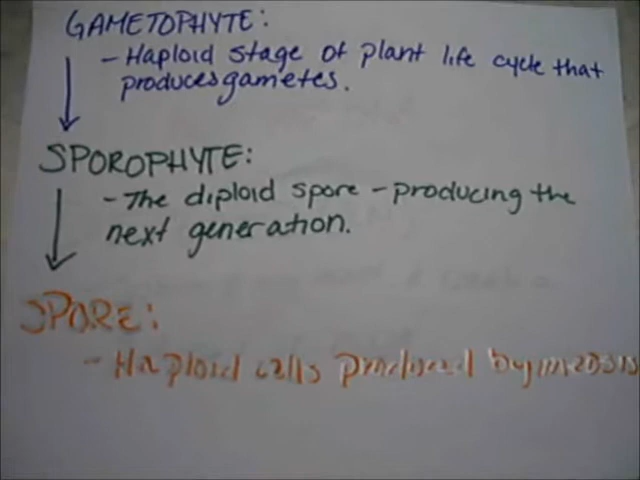 GAMETOPHYTE:
- Haploid stage of plant life cycle that
produces gametes.
SPOROPHYTE:
- The diploid spore - producing the
next generation.
SPORE:
- Haploid cells produced by meiosis